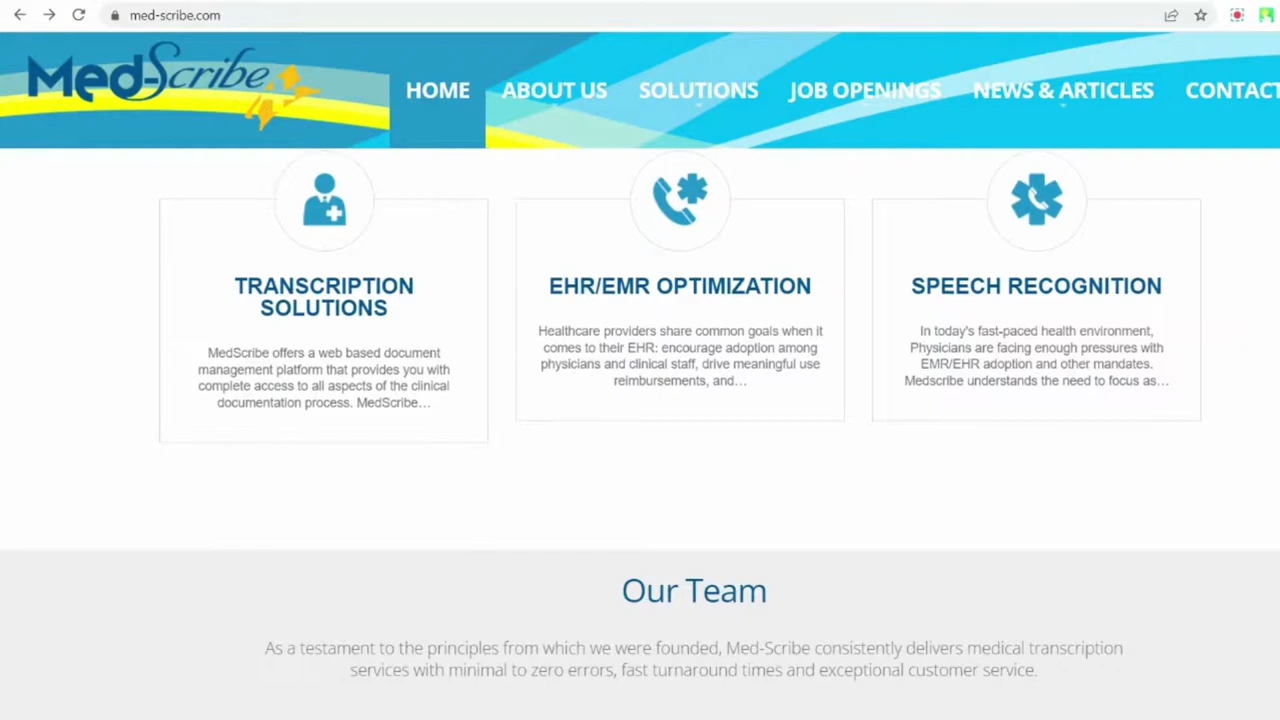 med-scribe.com
Med-Scribe
HOME
ABOUT US
SOLUTIONS
JOB OPENINGS
NEWS & ARTICLES
CONTACT
TRANSCRIPTION
SOLUTIONS
MedScribe offers a web based document
management platform that provides you with
complete access to all aspects of the clinical
documentation process. MedScribe…
EHR/EMR OPTIMIZATION
Healthcare providers share common goals when it
comes to their EHR: encourage adoption among
physicians and clinical staff, drive meaningful use
reimbursements, and…
SPEECH RECOGNITION
In today's fast-paced health environment,
Physicians are facing enough pressures with
EMR/EHR adoption and other mandates.
Medscribe understands the need to focus as…
Our Team
As a testament to the principles from which we were founded, Med-Scribe consistently delivers medical transcription
services with minimal to zero errors, fast turnaround times and exceptional customer service.